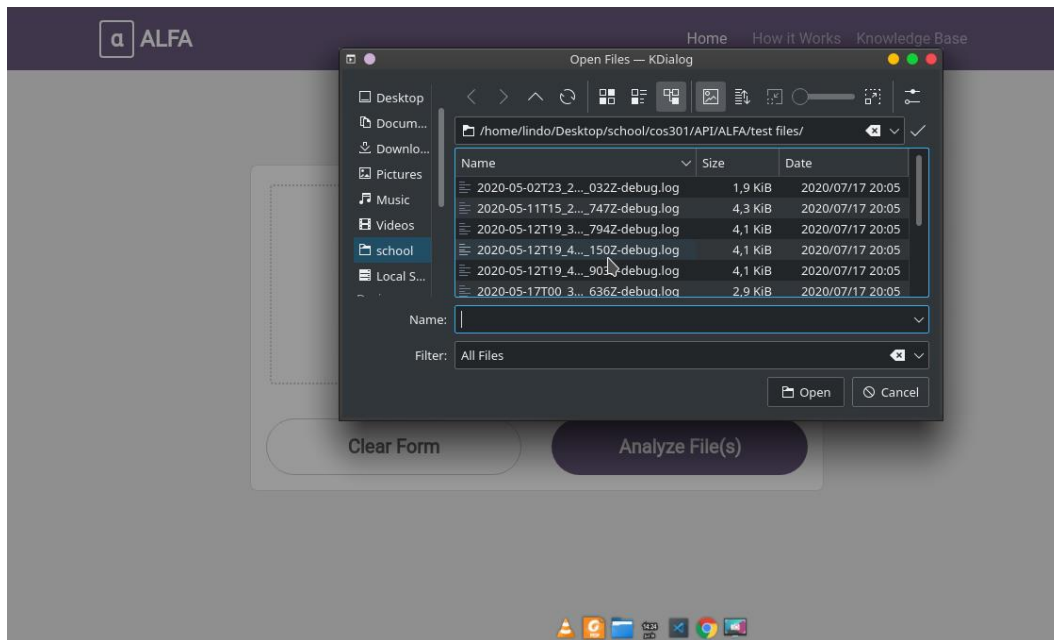 α ALFA
Home How it Works Knowledge Base
Open Files — KDialog
Desktop
Docum...
Downlo...
Pictures
Music
Videos
school
Local S...
/home/lindo/Desktop/school/cos301/API/ALFA/test files/
Name Size Date
2020-05-02T23_2..._032Z-debug.log 1,9 KiB 2020/07/17 20:05
2020-05-11T15_2..._747Z-debug.log 4,3 KiB 2020/07/17 20:05
2020-05-12T19_3..._794Z-debug.log 4,1 KiB 2020/07/17 20:05
2020-05-12T19_4..._150Z-debug.log 4,1 KiB 2020/07/17 20:05
2020-05-12T19_4..._903Z-debug.log 4,1 KiB 2020/07/17 20:05
2020-05-17T00_3..._636Z-debug.log 2,9 KiB 2020/07/17 20:05
Name:
Filter: All Files
Open Cancel
Clear Form Analyze File(s)